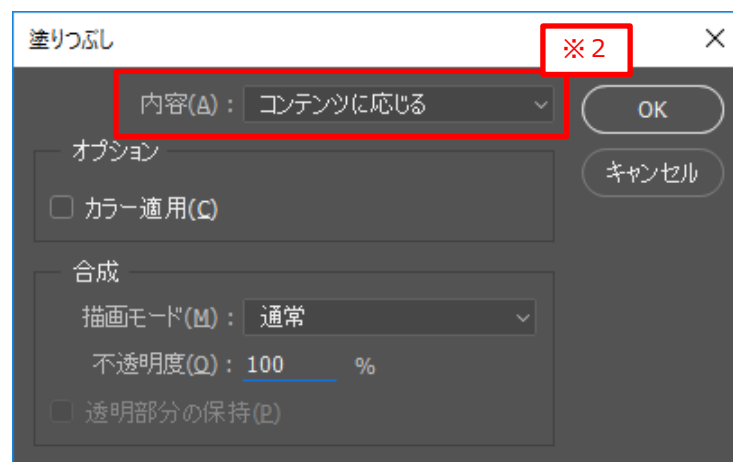 塗りつぶし
※2
内容(A)： コンテンツに応じる
OK
オプション
キャンセル
カラー適用(C)
合成
描画モード(M)： 通常
不透明度(O)： 100 %
透明部分の保持(P)